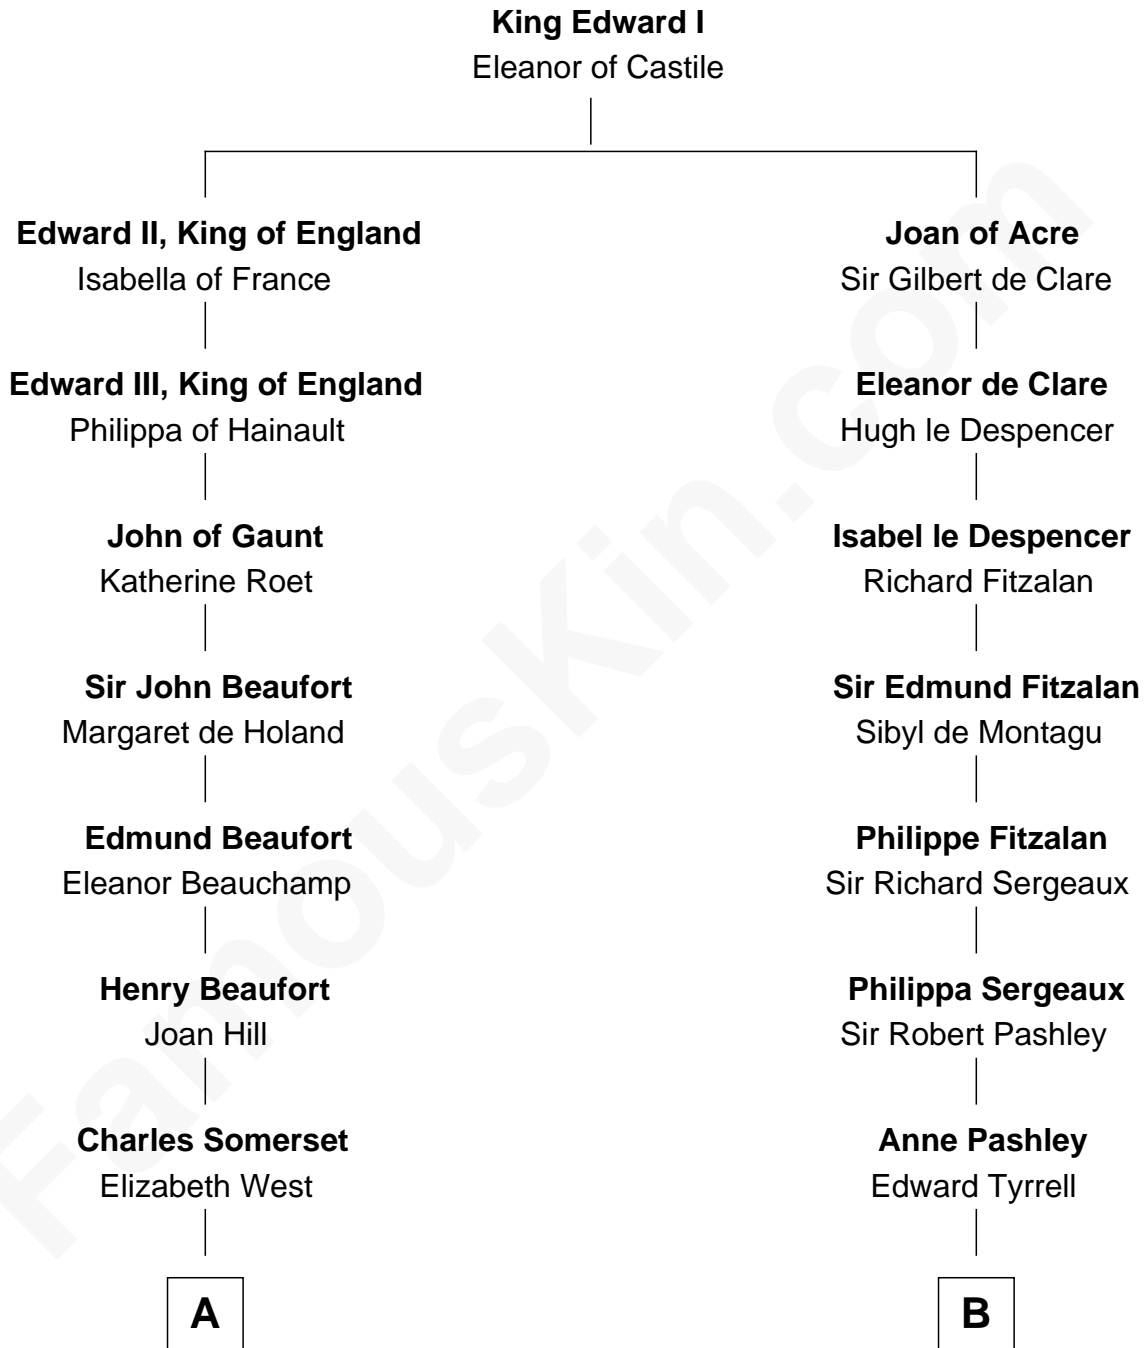 King Edward I
Eleanor of Castile
Edward II, King of England
Isabella of France
Joan of Acre
Sir Gilbert de Clare
Edward III, King of England
Philippa of Hainault
Eleanor de Clare
Hugh le Despencer
John of Gaunt
Katherine Roet
Isabel le Despencer
Richard Fitzalan
Sir John Beaufort
Margaret de Holand
Sir Edmund Fitzalan
Sibyl de Montagu
Edmund Beaufort
Eleanor Beauchamp
Philippe Fitzalan
Sir Richard Sergeaux
Henry Beaufort
Joan Hill
Philippa Sergeaux
Sir Robert Pashley
Charles Somerset
Elizabeth West
Anne Pashley
Edward Tyrrell
A
B
FamousKin.com